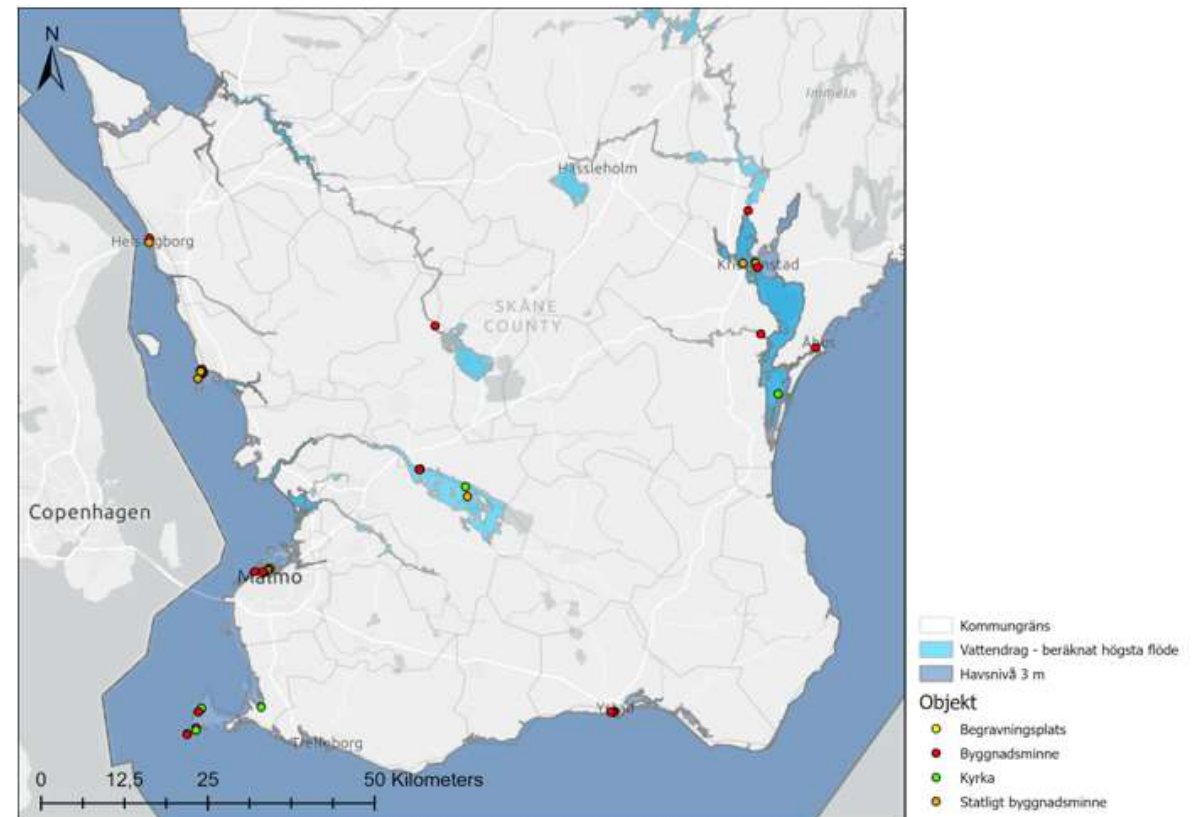 N
Immeln
Hässleholm
Helsingborg
Kristianstad
SKÅNE
COUNTY
Åhus
Copenhagen
Malmö
Ystad
Trelleborg
0 12,5 25 50 Kilometers
Kommungräns
Vattendrag - beräknat högsta flöde
Havsnivå 3 m
Objekt
Begravningsplats
Byggnadsminne
Kyrka
Statligt byggnadsminne